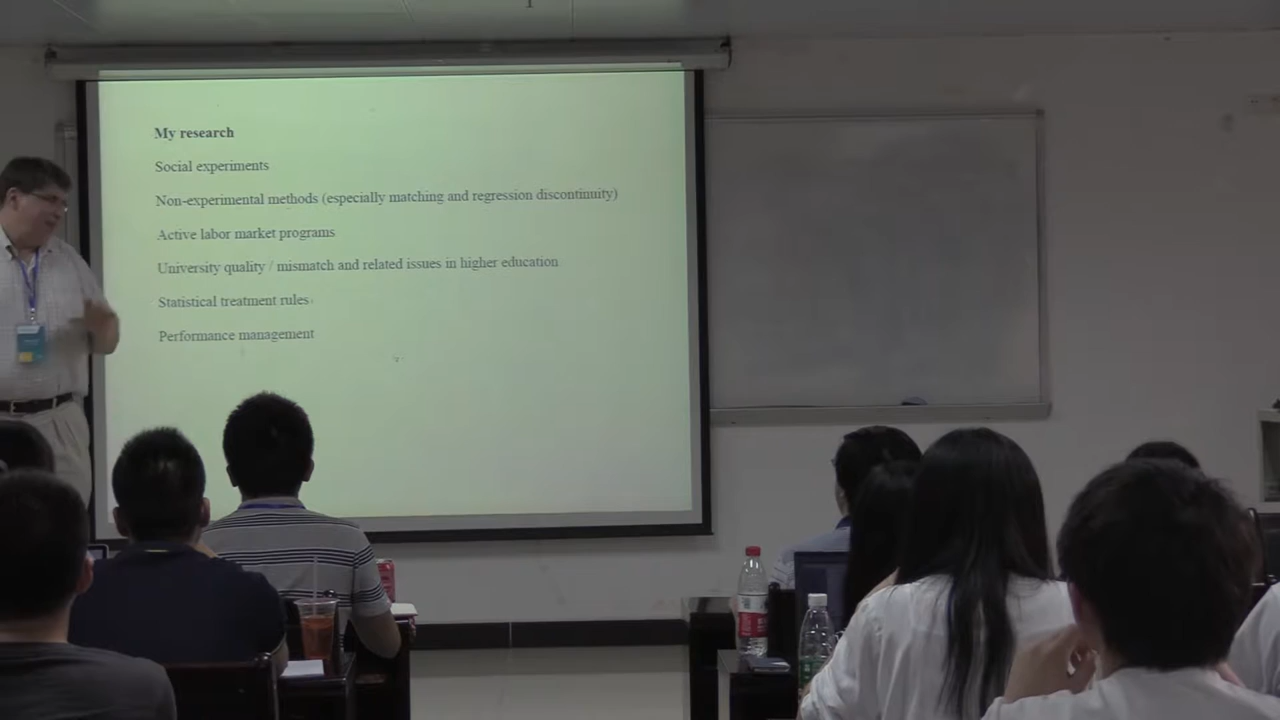 My research
Social experiments
Non-experimental methods (especially matching and regression discontinuity)
Active labor market programs
University quality / mismatch and related issues in higher education
Statistical treatment rules
Performance management